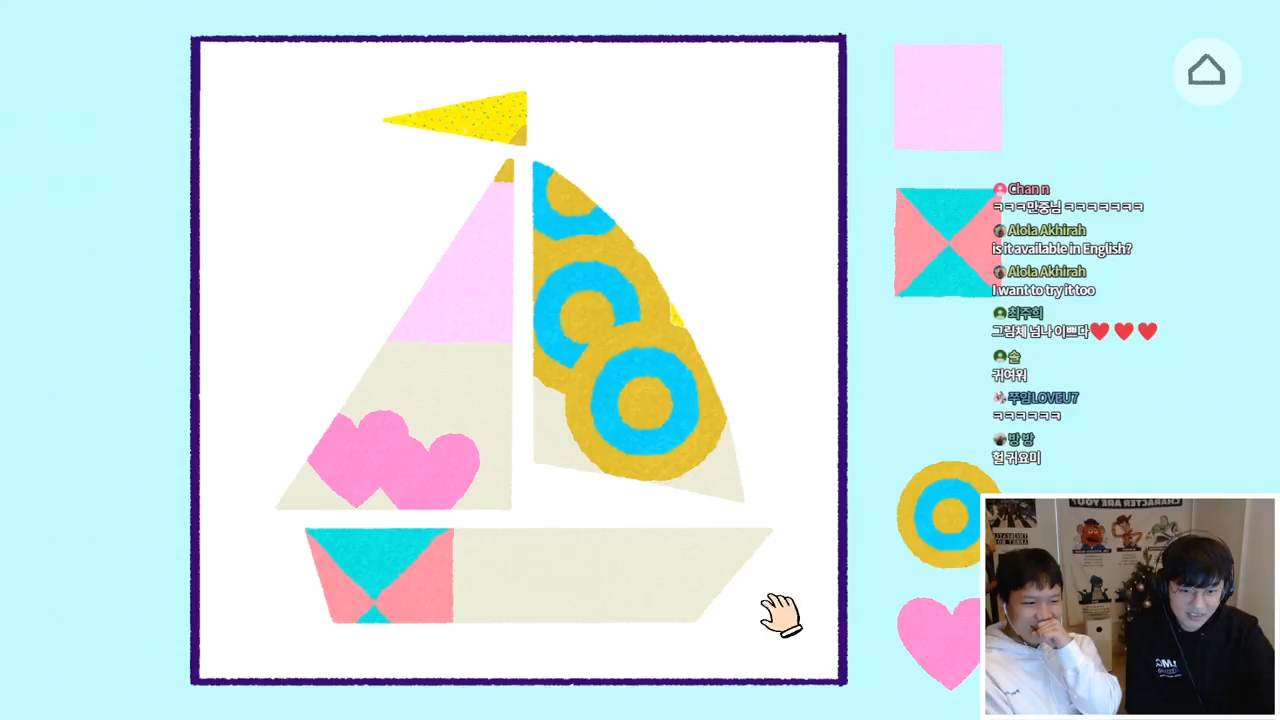 Chan n
ㅋㅋㅋ만중님 ㅋㅋㅋㅋㅋㅋㅋ
Alola Akhirah
is it available in English?
Alola Akhirah
I want to try it too
최주희
그림체 넘나 이쁘다❤️ ❤️ ❤️
솔
귀여워
쭈암LOVEU7
ㅋㅋㅋㅋㅋㅋ
방 방
헐 귀요미